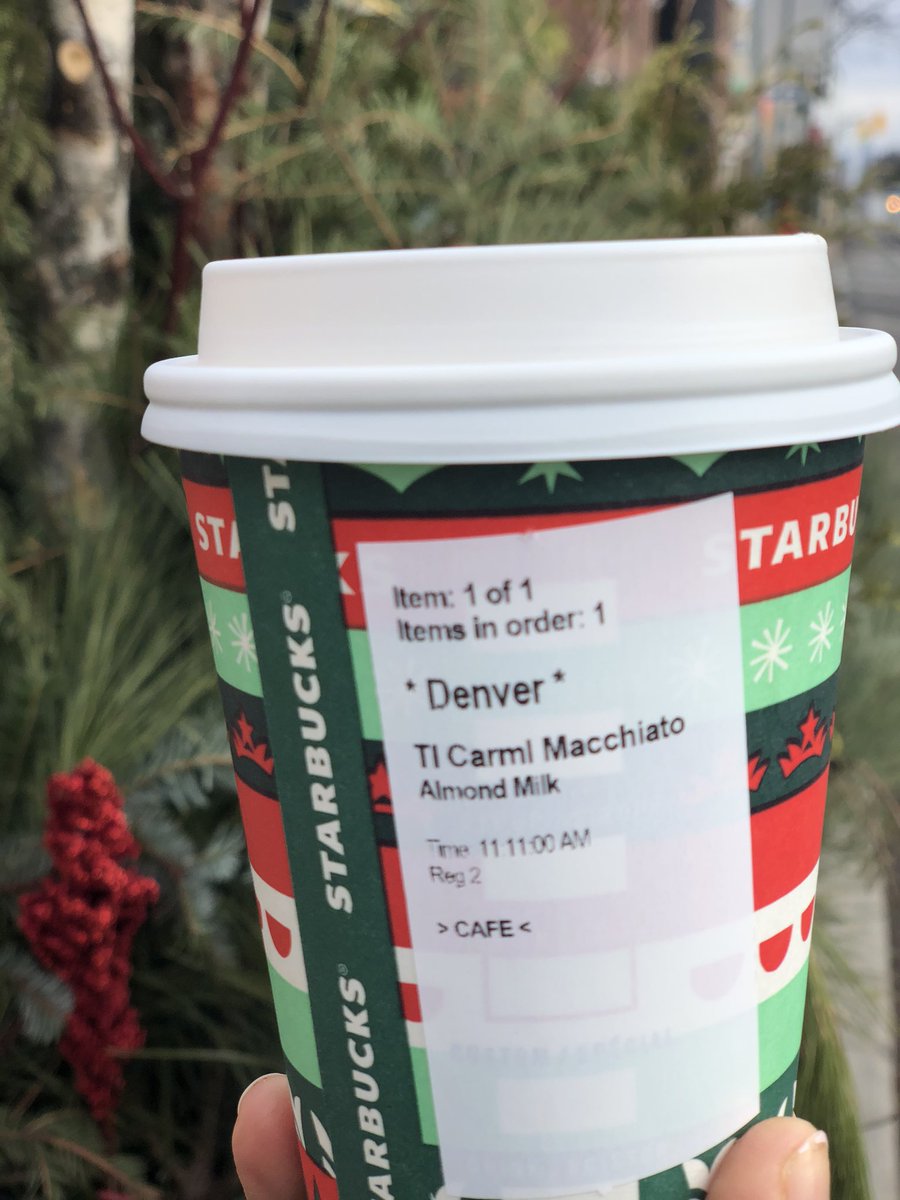 STARBUCKS
STARBUCKS
STARBU
Item: 1 of 1
Items in order: 1
* Denver *
Tl Carml Macchiato
Almond Milk
Time: 11:11:00 AM
Reg 2
> CAFE <